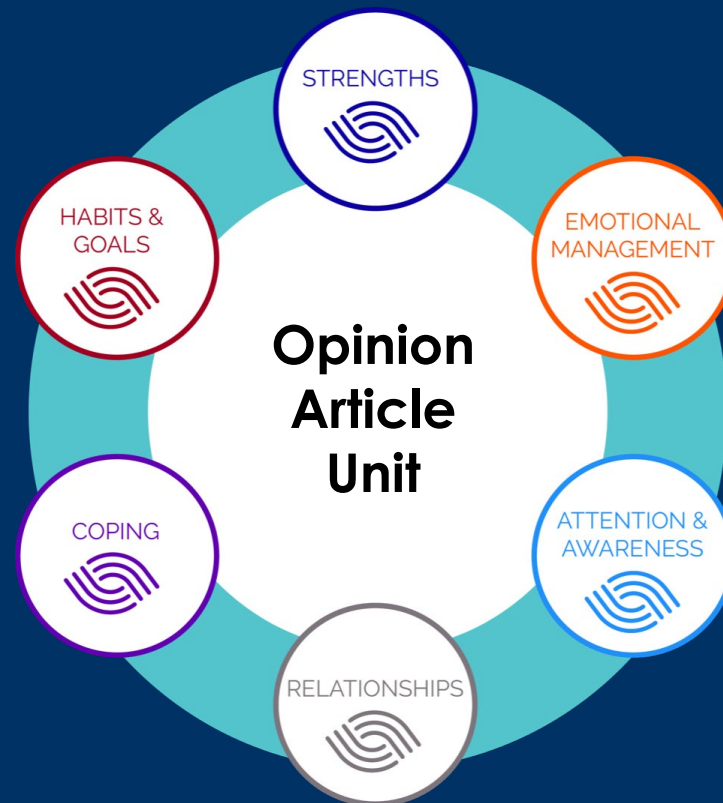 STRENGTHS
HABITS &
GOALS
EMOTIONAL
MANAGEMENT
Opinion
Article
Unit
COPING
ATTENTION &
AWARENESS
RELATIONSHIPS